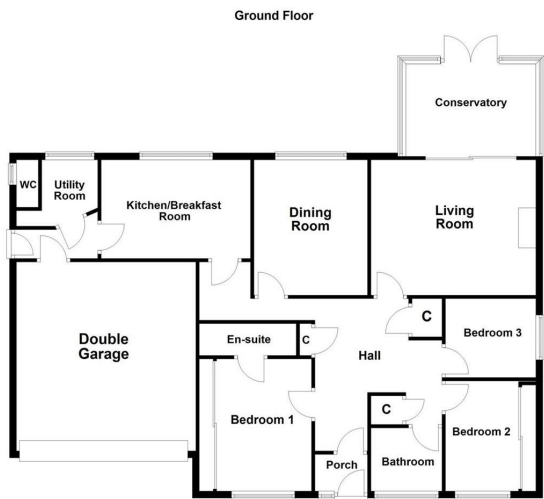 Ground Floor
Conservatory
WC
Utility
Room
Kitchen/Breakfast
Room
Dining
Room
Living
Room
Double
Garage
En-suite
C
C
Hall
Bedroom 3
Bedroom 1
C
Bedroom 2
Porch
Bathroom